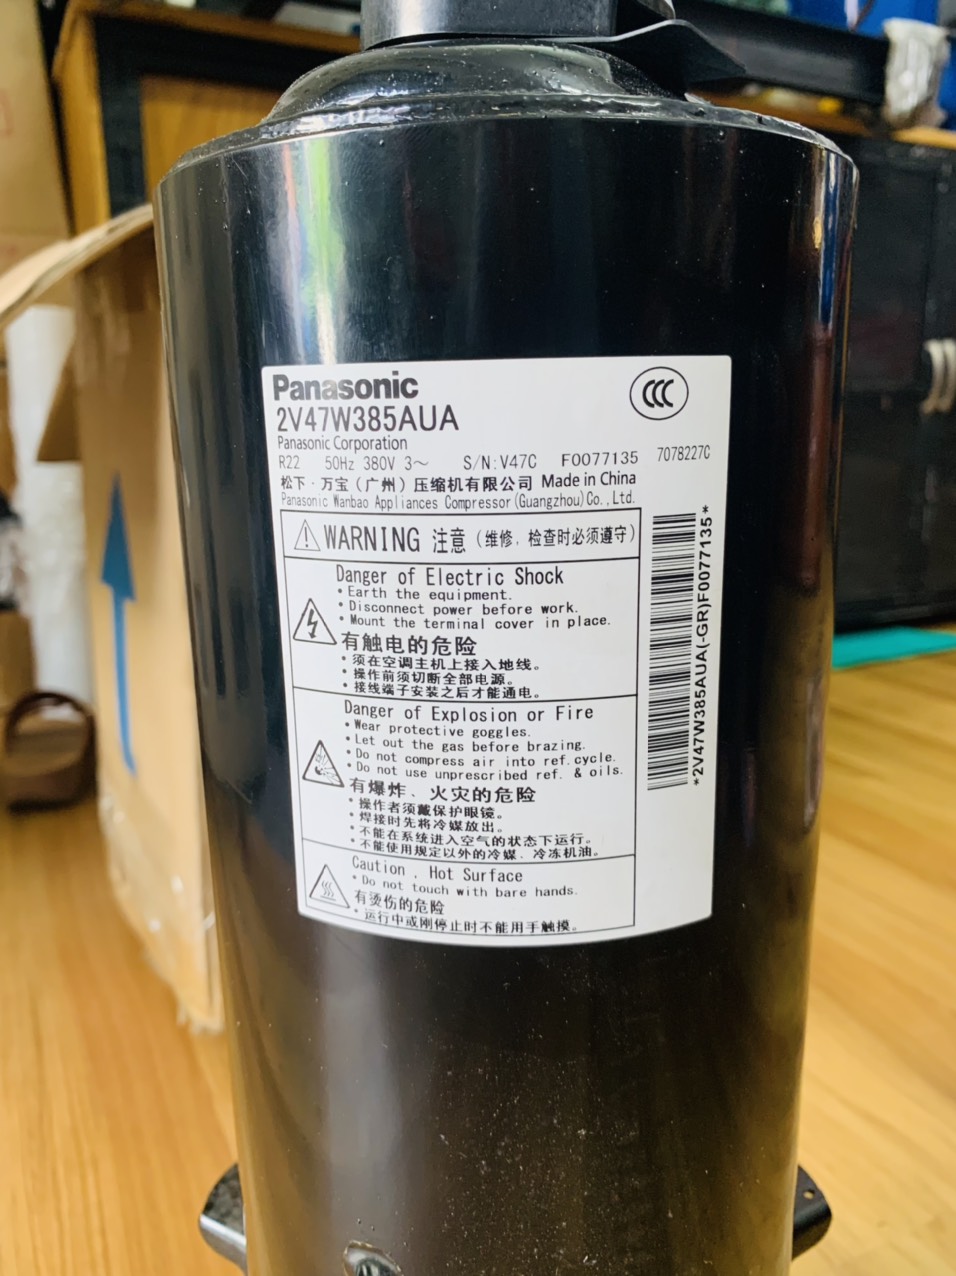 Panasonic
CCC
2V47W385AUA
Panasonic Corporation
R22 50Hz 380V 3～ S/N:V47C F0077135 7078227C
松下·万宝（广州）压缩机有限公司 Made in China
Panasonic Wanbao Appliances Compressor(Guangzhou)Co.,Ltd.
WARNING 注意（维修，检查时必须遵守）
Danger of Electric Shock
• Earth the equipment.
• Disconnect power before work.
• Mount the terminal cover in place.
有触电的危险
• 须在空调主机上接入地线。
• 操作前须切断全部电源。
• 接线端子安装之后才能通电。
Danger of Explosion or Fire
• Wear protective goggles.
• Let out the gas before brazing.
• Do not compress air into ref.cycle.
• Do not use unprescribed ref. & oils.
有爆炸、火灾的危险
• 操作者须戴保护眼镜。
• 焊接时先将冷媒放出。
• 不能在系统进入空气的状态下运行。
• 不能使用规定以外的冷媒、冷冻机油。
Caution , Hot Surface
• Do not touch with bare hands.
有烫伤的危险
• 运行中或刚停止时不能用手触摸。
*2V47W385AUA(-GR)F0077135*